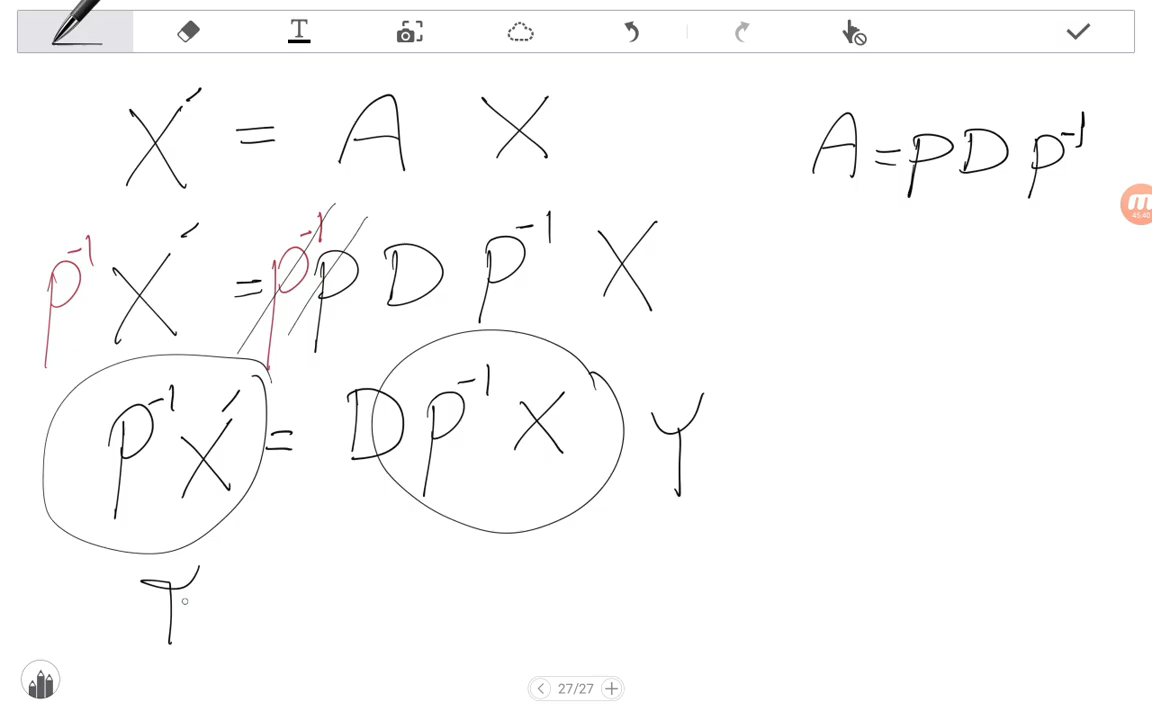 X′ = A X A = P D P⁻¹
P⁻¹ X′ = P⁻¹ P D P⁻¹ X
P⁻¹ X′ = D P⁻¹ X Y
Y
27/27